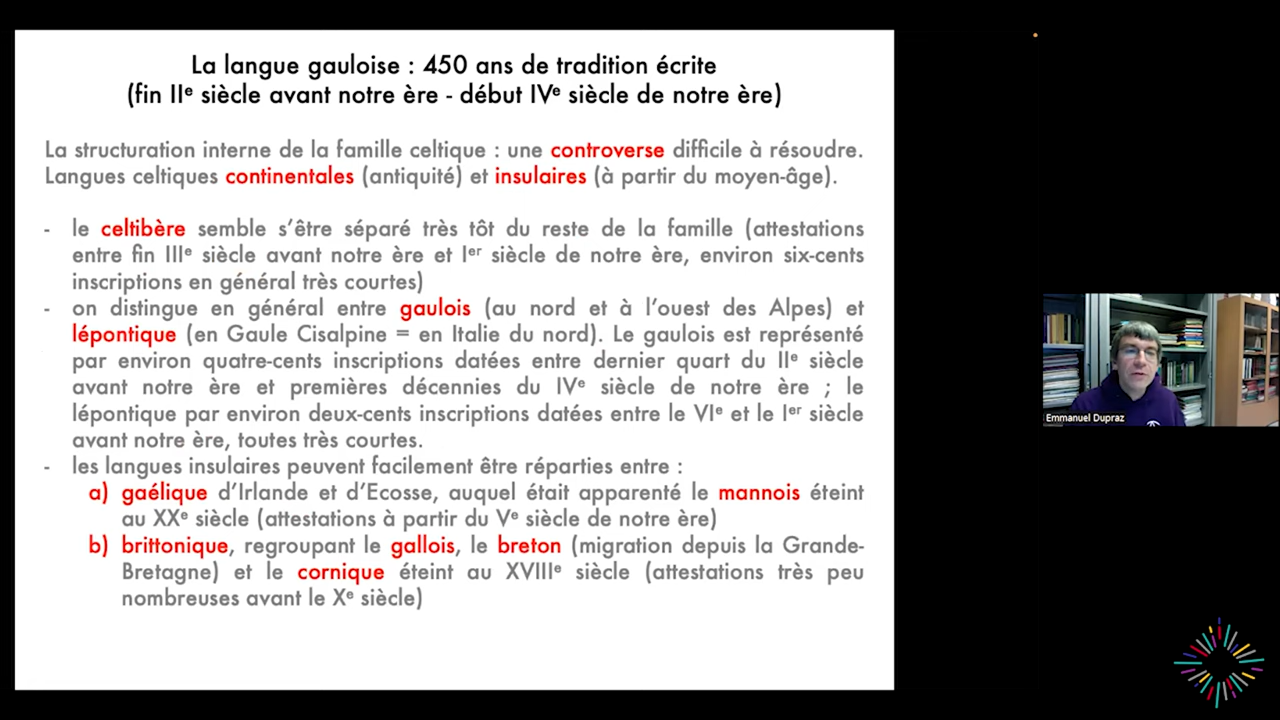 La langue gauloise : 450 ans de tradition écrite
(fin IIᵉ siècle avant notre ère - début IVᵉ siècle de notre ère)
La structuration interne de la famille celtique : une controverse difficile à résoudre.
Langues celtiques continentales (antiquité) et insulaires (à partir du moyen-âge).
- le celtibère semble s’être séparé très tôt du reste de la famille (attestations
entre fin IIIᵉ siècle avant notre ère et Iᵉʳ siècle de notre ère, environ six-cents
inscriptions en général très courtes)
- on distingue en général entre gaulois (au nord et à l’ouest des Alpes) et
lépontique (en Gaule Cisalpine = en Italie du nord). Le gaulois est représenté
par environ quatre-cents inscriptions datées entre dernier quart du IIᵉ siècle
avant notre ère et premières décennies du IVᵉ siècle de notre ère ; le
lépontique par environ deux-cents inscriptions datées entre le VIᵉ et le Iᵉʳ siècle
avant notre ère, toutes très courtes.
- les langues insulaires peuvent facilement être réparties entre :
a) gaélique d’Irlande et d’Ecosse, auquel était apparenté le mannois éteint
au XXᵉ siècle (attestations à partir du Vᵉ siècle de notre ère)
b) brittonique, regroupant le gallois, le breton (migration depuis la Grande-
Bretagne) et le cornique éteint au XVIIIᵉ siècle (attestations très peu
nombreuses avant le Xᵉ siècle)
Emmanuel Dupraz